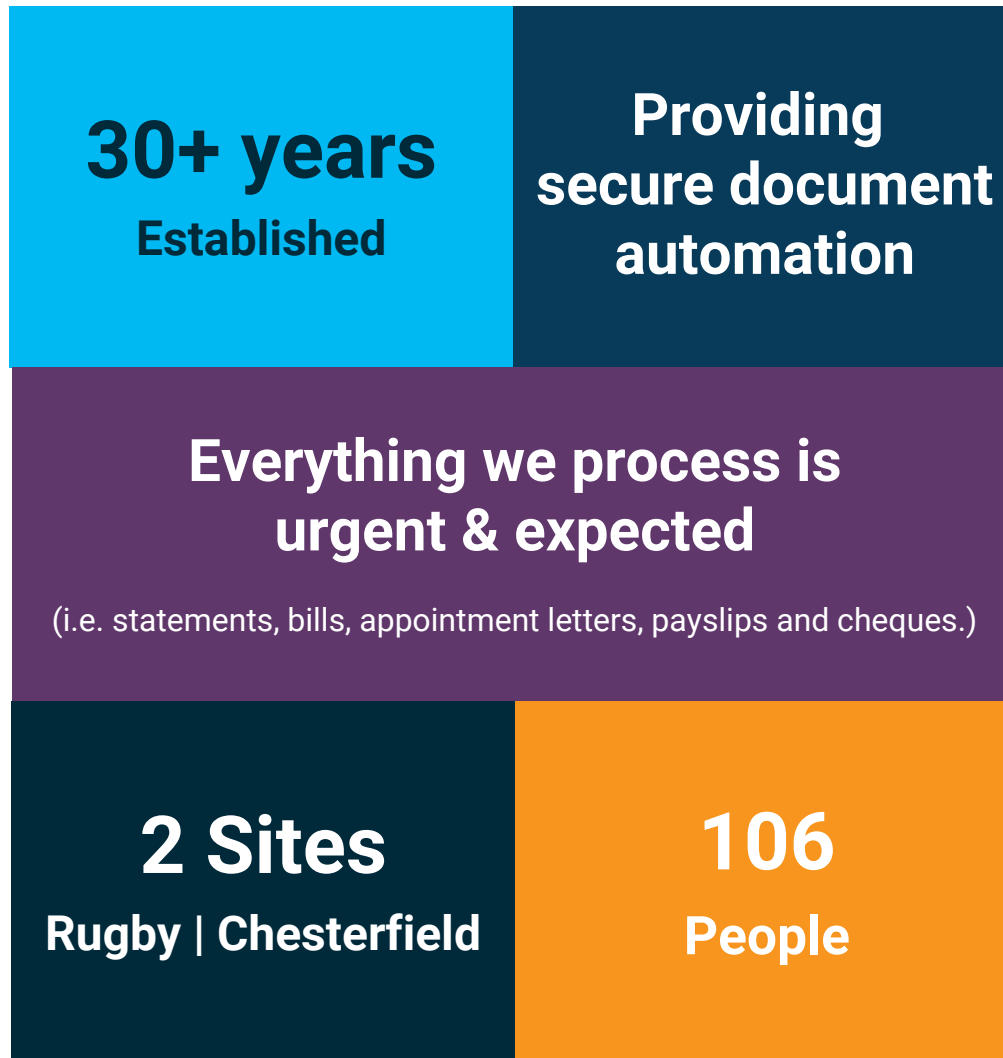 30+ years
Established
Providing
secure document
automation
Everything we process is
urgent & expected
(i.e. statements, bills, appointment letters, payslips and cheques.)
2 Sites
Rugby | Chesterfield
106
People